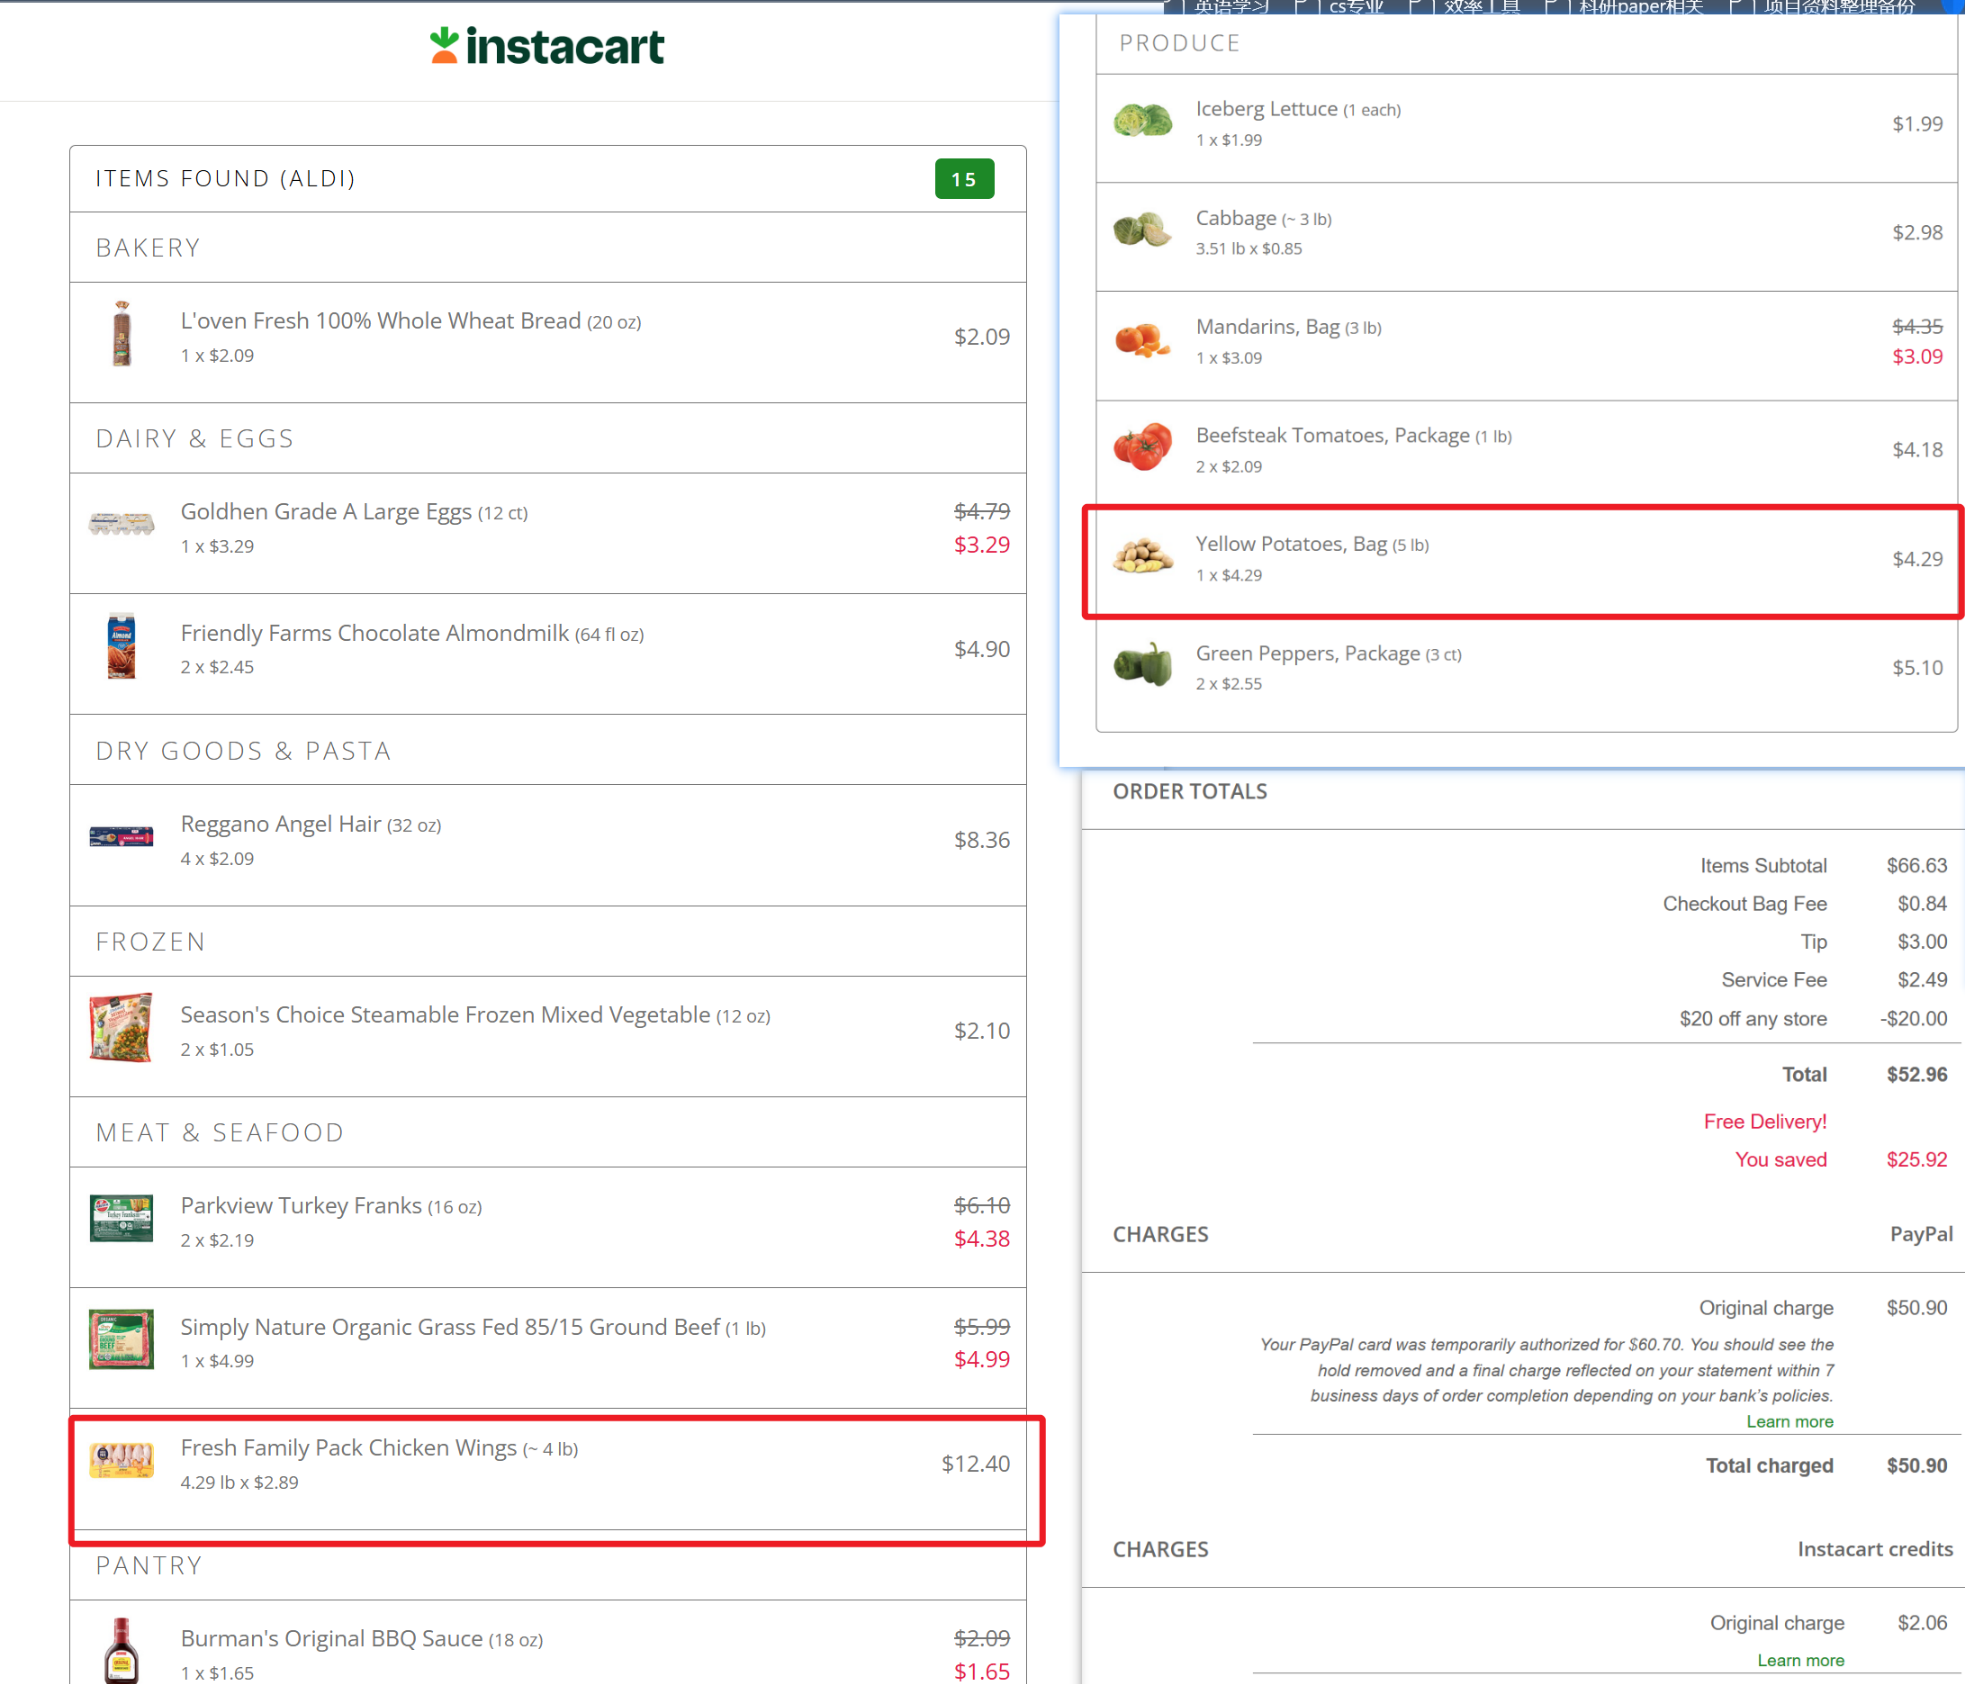 instacart
ITEMS FOUND (ALDI)
15
BAKERY
L'oven Fresh 100% Whole Wheat Bread (20 oz)
1 x $2.09
$2.09
DAIRY & EGGS
Goldhen Grade A Large Eggs (12 ct)
1 x $3.29
$4.79
$3.29
Friendly Farms Chocolate Almondmilk (64 fl oz)
2 x $2.45
$4.90
DRY GOODS & PASTA
Reggano Angel Hair (32 oz)
4 x $2.09
$8.36
FROZEN
Season's Choice Steamable Frozen Mixed Vegetable (12 oz)
2 x $1.05
$2.10
MEAT & SEAFOOD
Parkview Turkey Franks (16 oz)
2 x $2.19
$6.10
$4.38
Simply Nature Organic Grass Fed 85/15 Ground Beef (1 lb)
1 x $4.99
$5.99
$4.99
Fresh Family Pack Chicken Wings (~ 4 lb)
4.29 lb x $2.89
$12.40
PANTRY
Burman's Original BBQ Sauce (18 oz)
1 x $1.65
$2.09
$1.65
英语学习
cs专业
效率工具
科研paper相关
项目资料整理备份
PRODUCE
Iceberg Lettuce (1 each)
1 x $1.99
$1.99
Cabbage (~ 3 lb)
3.51 lb x $0.85
$2.98
Mandarins, Bag (3 lb)
1 x $3.09
$4.35
$3.09
Beefsteak Tomatoes, Package (1 lb)
2 x $2.09
$4.18
Yellow Potatoes, Bag (5 lb)
1 x $4.29
$4.29
Green Peppers, Package (3 ct)
2 x $2.55
$5.10
ORDER TOTALS
Items Subtotal $66.63
Checkout Bag Fee $0.84
Tip $3.00
Service Fee $2.49
$20 off any store -$20.00
Total $52.96
Free Delivery!
You saved $25.92
CHARGES PayPal
Original charge $50.90
Your PayPal card was temporarily authorized for $60.70. You should see the
hold removed and a final charge reflected on your statement within 7
business days of order completion depending on your bank's policies.
Learn more
Total charged $50.90
CHARGES Instacart credits
Original charge $2.06
Learn more